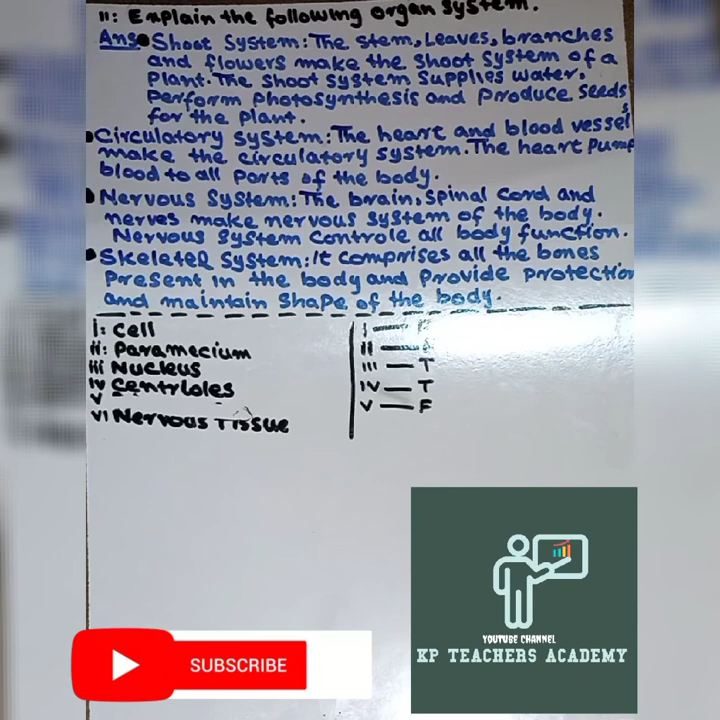 11: Explain the following organ system.
Ans Shoot System: The stem, Leaves, branches
and flowers make the shoot system of a
Plant. The Shoot System Supplies water.
Perform Photosynthesis and Produce Seeds
for the Plant.
Circulatory System: The heart and blood vessels
make the circulatory system. The heart Pump
blood to all Parts of the body.
Nervous System: The brain, Spinal Cord and
nerves make nervous system of the body.
Nervous System Controle all body function.
Skeletel System: It comprises all the bones
Present in the body and Provide Protection
and maintain Shape of the body.
i: Cell
ii: Paramecium
iii Nucleus
iv Centrioles
v
vi Nervous Tissue
i —
ii —
iii — T
iv — T
v — F
SUBSCRIBE
YOUTUBE CHANNEL
KP TEACHERS ACADEMY